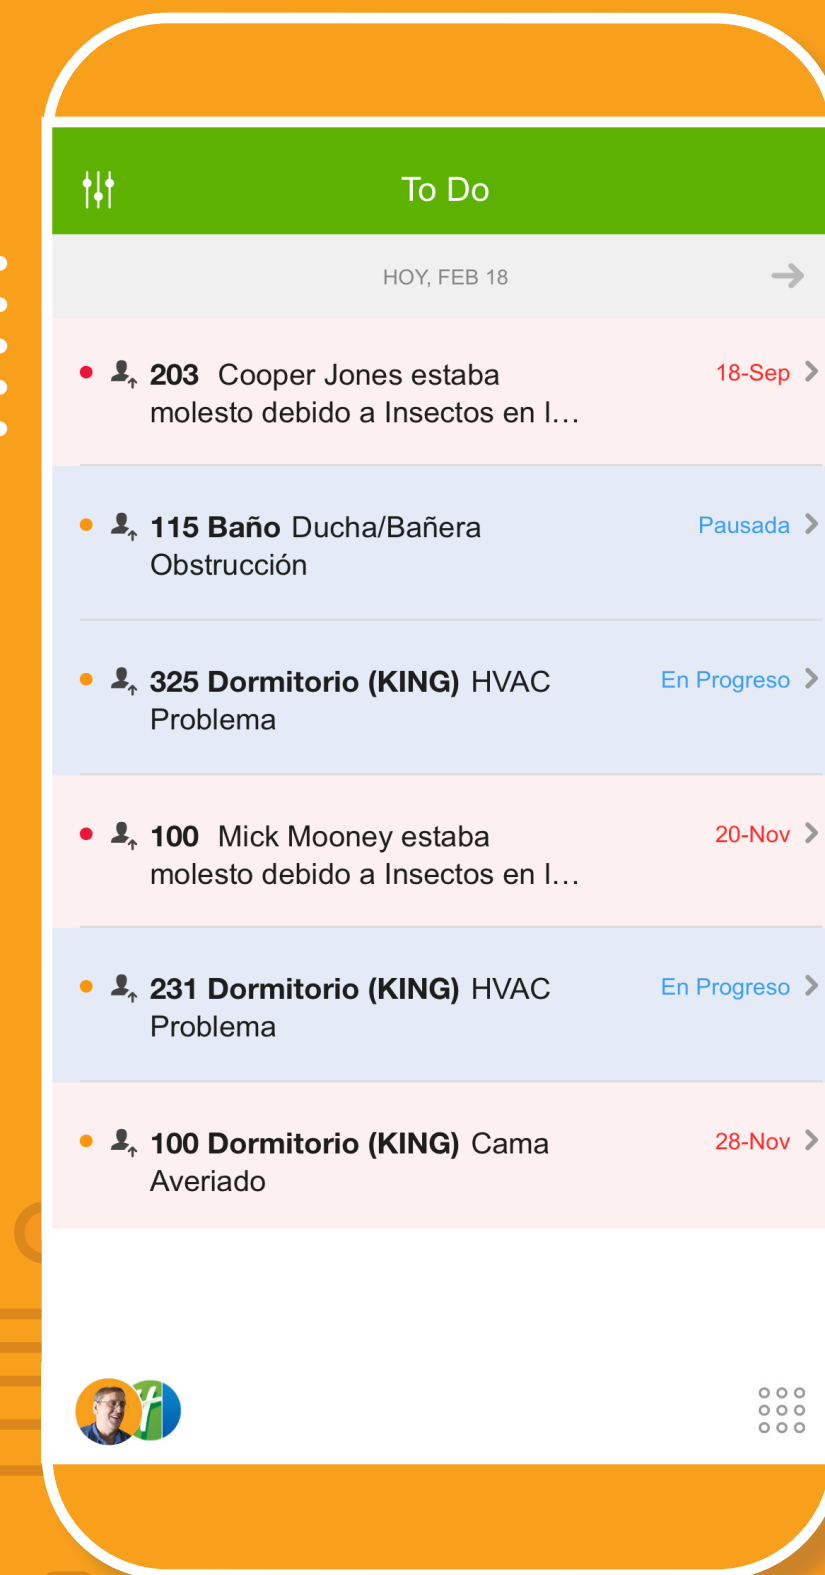 To Do
HOY, FEB 18
203 Cooper Jones estaba
molesto debido a Insectos en l…
18-Sep
115 Baño Ducha/Bañera
Obstrucción
Pausada
325 Dormitorio (KING) HVAC
Problema
En Progreso
100 Mick Mooney estaba
molesto debido a Insectos en l…
20-Nov
231 Dormitorio (KING) HVAC
Problema
En Progreso
100 Dormitorio (KING) Cama
Averiado
28-Nov